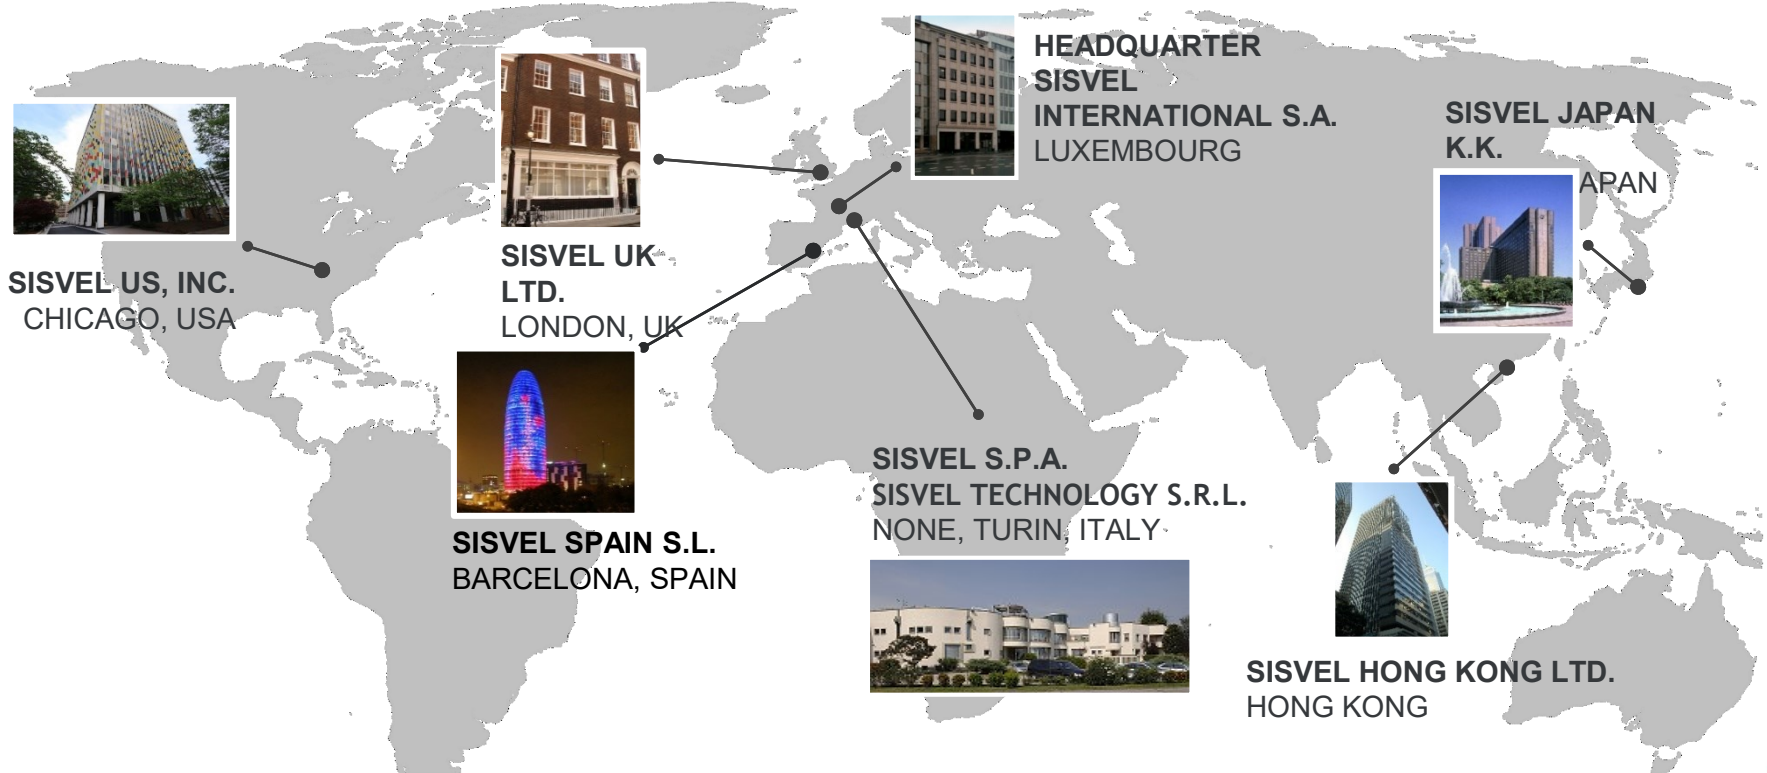 HEADQUARTER
SISVEL
INTERNATIONAL S.A.
LUXEMBOURG
SISVEL JAPAN
K.K.
APAN
SISVEL US, INC.
CHICAGO, USA
SISVEL UK
LTD.
LONDON, UK
SISVEL SPAIN S.L.
BARCELONA, SPAIN
SISVEL S.P.A.
SISVEL TECHNOLOGY S.R.L.
NONE, TURIN, ITALY
SISVEL HONG KONG LTD.
HONG KONG